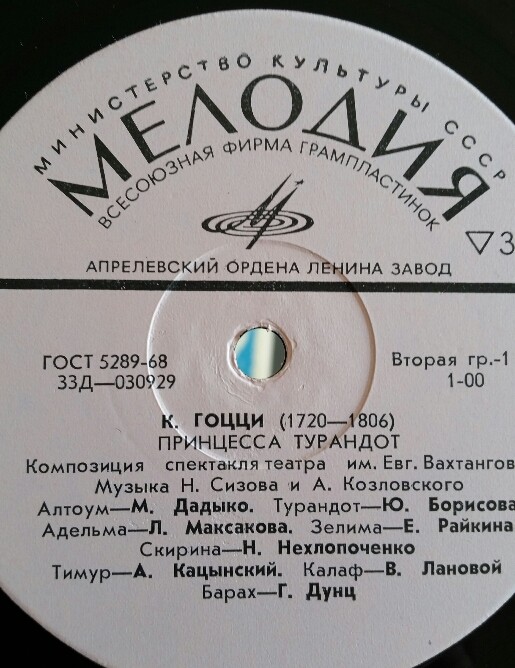 МИНИСТЕРСТВО КУЛЬТУРЫ СССР
МЕЛОДИЯ
ВСЕСОЮЗНАЯ ФИРМА ГРАМПЛАСТИНОК
▽3
АПРЕЛЕВСКИЙ ОРДЕНА ЛЕНИНА ЗАВОД
ГОСТ 5289-68
33Д—030929
Вторая гр.-1
1-00
К. ГОЦЦИ (1720—1806)
ПРИНЦЕССА ТУРАНДОТ
Композиция спектакля театра им. Евг. Вахтангов
Музыка Н. Сизова и А. Козловского
Алтоум—М. Дадыко. Турандот—Ю. Борисова
Адельма—Л. Максакова. Зелима—Е. Райкина
Скирина—Н. Нехлопоченко
Тимур—А. Кацынский. Калаф—В. Лановой
Барах—Г. Дунц